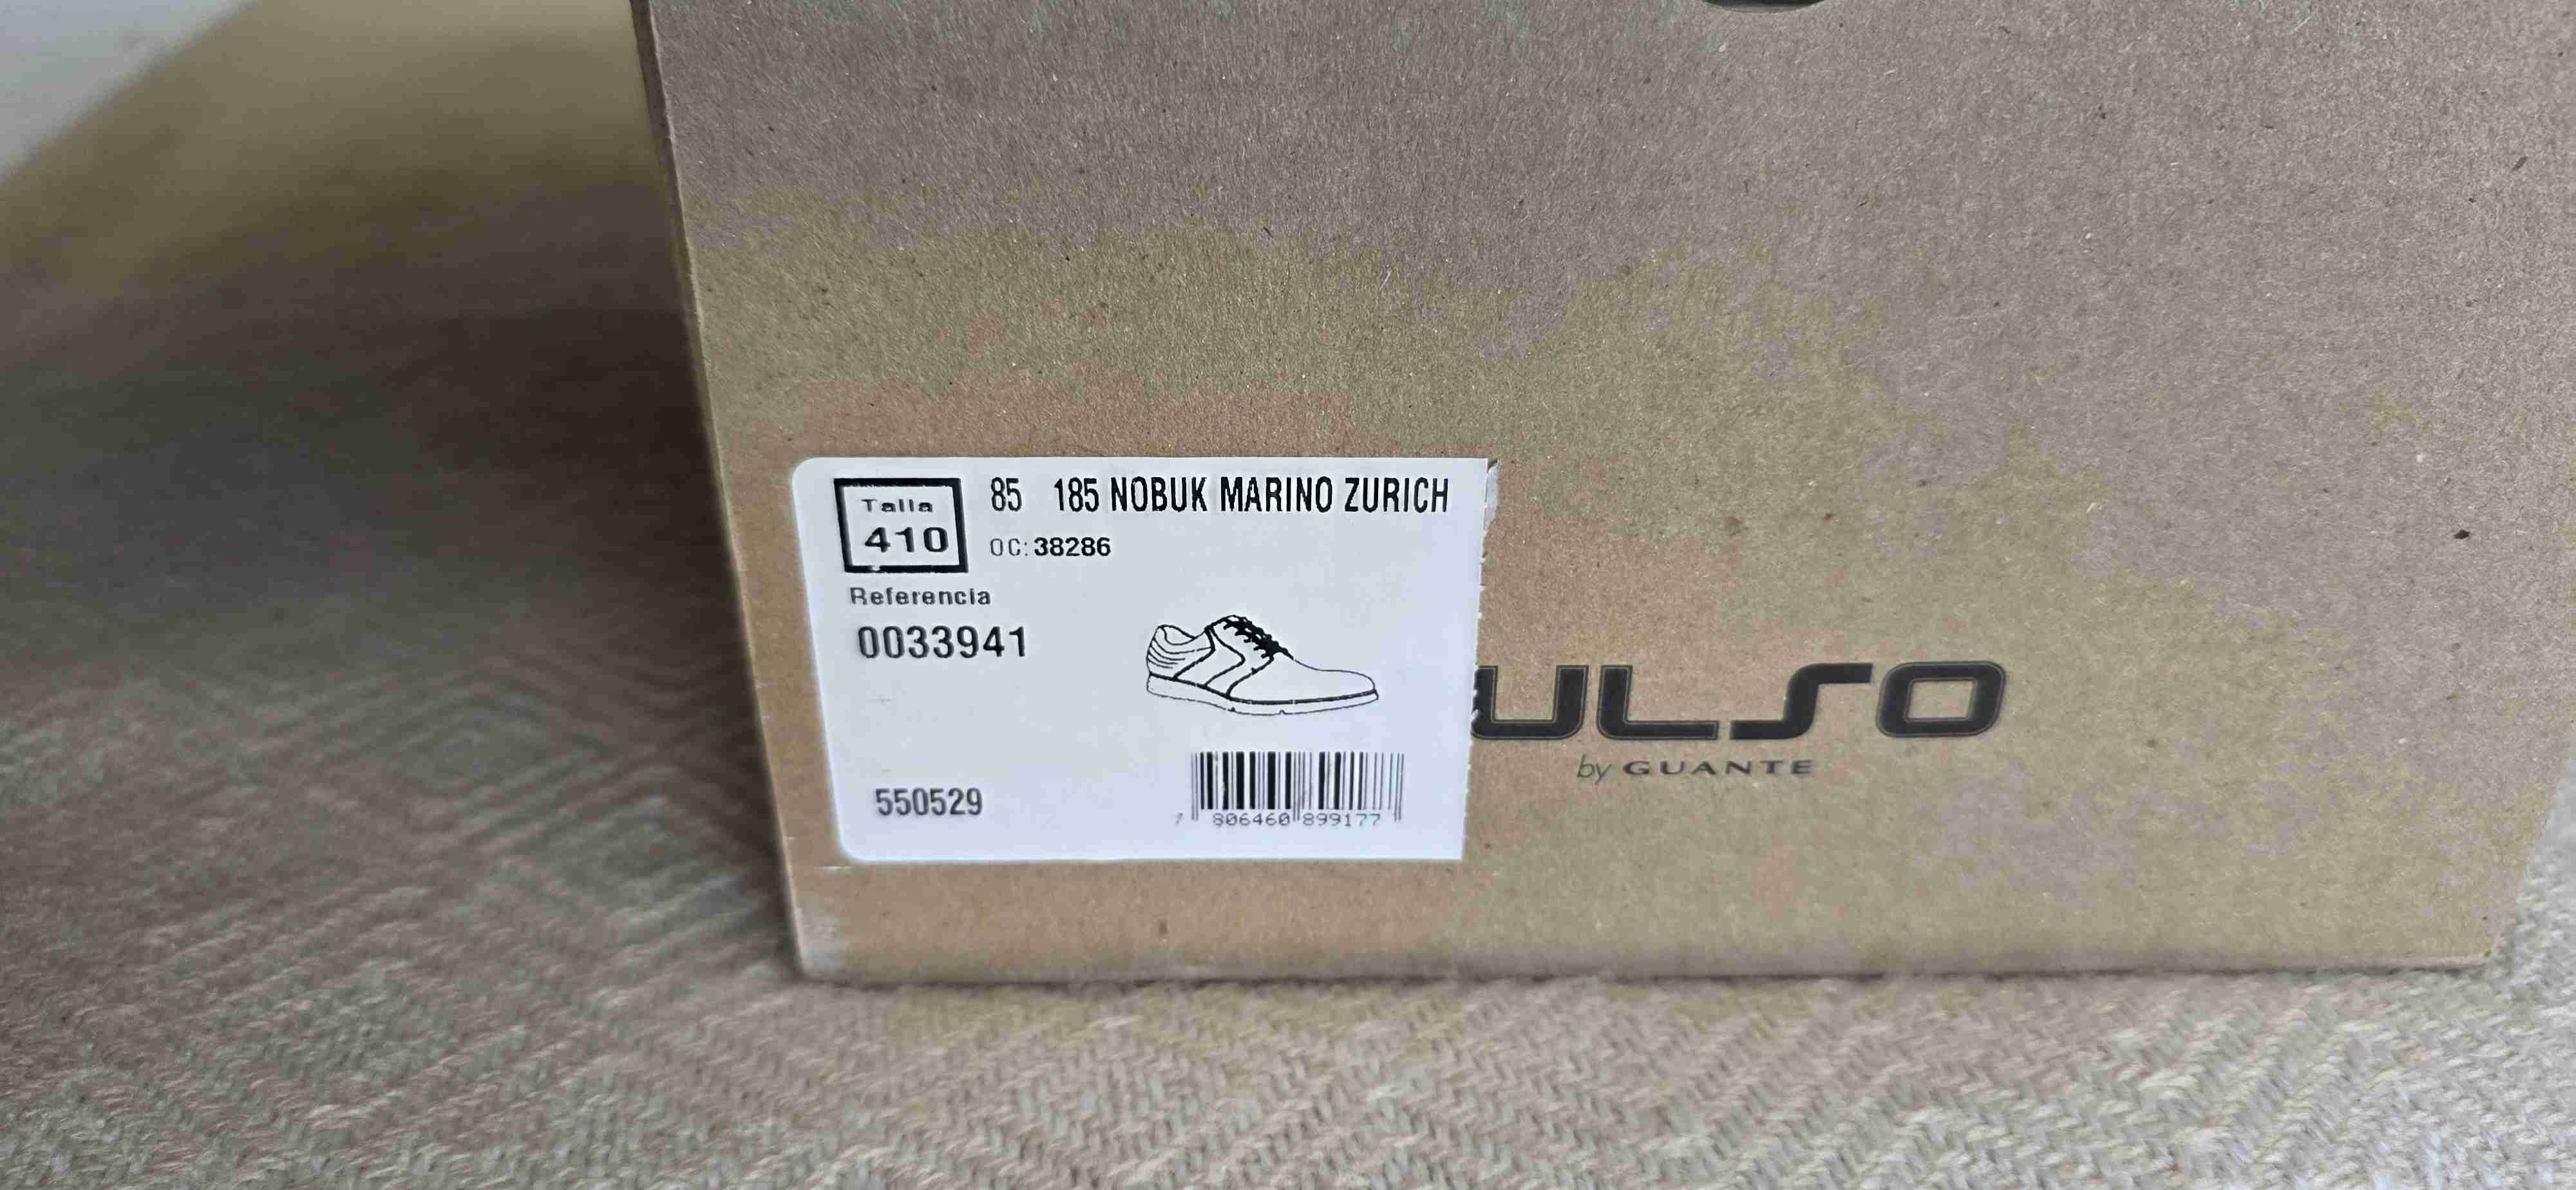 Talla
410
85 185 NOBUK MARINO ZURICH
OC: 38286
Referencia
0033941
550529
7 806460 899177
ULSO
by GUANTE